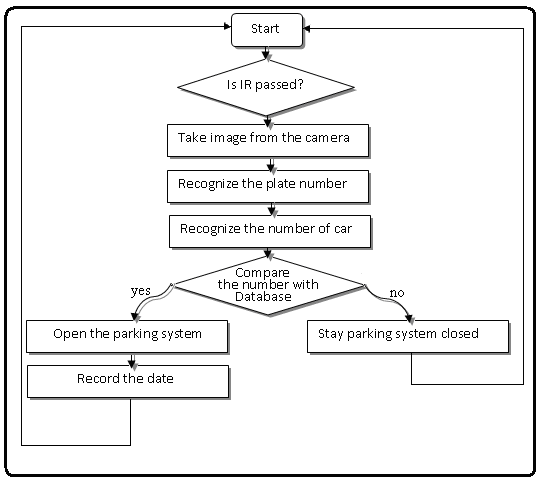 Start
Is IR passed?
Take image from the camera
Recognize the plate number
Recognize the number of car
Compare
the number with
Database
yes
no
Open the parking system
Stay parking system closed
Record the date